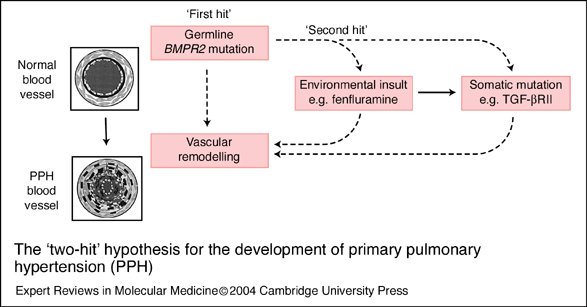 'First hit'
Germline
BMPR2 mutation
'Second hit'
Normal
blood
vessel
Environmental insult
e.g. fenfluramine
Somatic mutation
e.g. TGF-βRII
Vascular
remodelling
PPH
blood
vessel
The 'two-hit' hypothesis for the development of primary pulmonary
hypertension (PPH)
Expert Reviews in Molecular Medicine©2004 Cambridge University Press